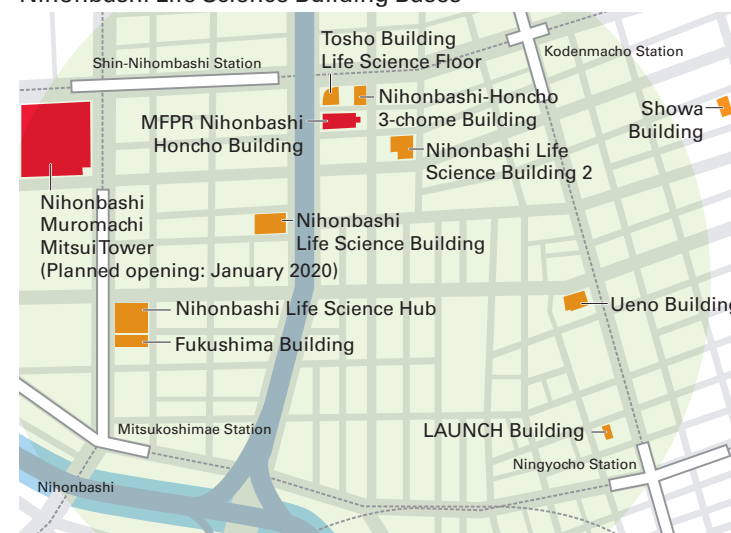 Nihonbashi Life Science Building Bases
Tosho Building
Life Science Floor
Kodenmacho Station
Shin-Nihombashi Station
Nihonbashi-Honcho
3-chome Building
Showa
Building
MFPR Nihonbashi
Honcho Building
Nihonbashi Life
Science Building 2
Nihonbashi
Muromachi
Mitsui Tower
(Planned opening: January 2020)
Nihonbashi
Life Science Building
Nihonbashi Life Science Hub
Ueno Building
Fukushima Building
Mitsukoshimae Station
LAUNCH Building
Ningyocho Station
Nihonbashi